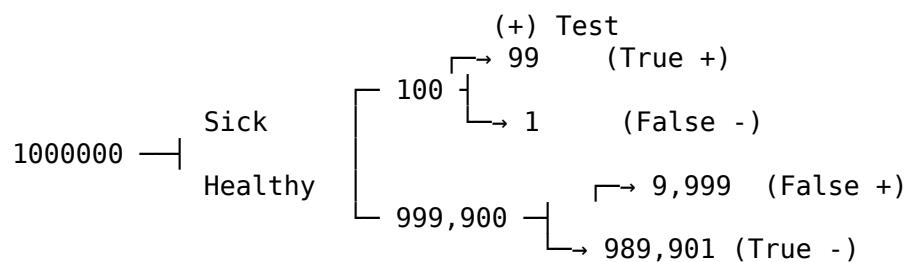 (+) Test
99 (True +)
100
Sick
1 (False -)
1000000
Healthy
9,999 (False +)
999,900
989,901 (True -)